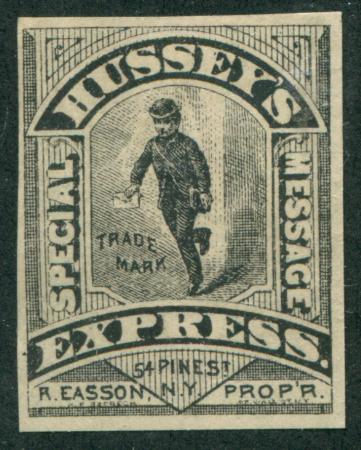 HUSSEY'S
SPECIAL
MESSAGE
TRADE
MARK
EXPRESS.
54 PINE ST
R. EASSON, N.Y. PROP'R.